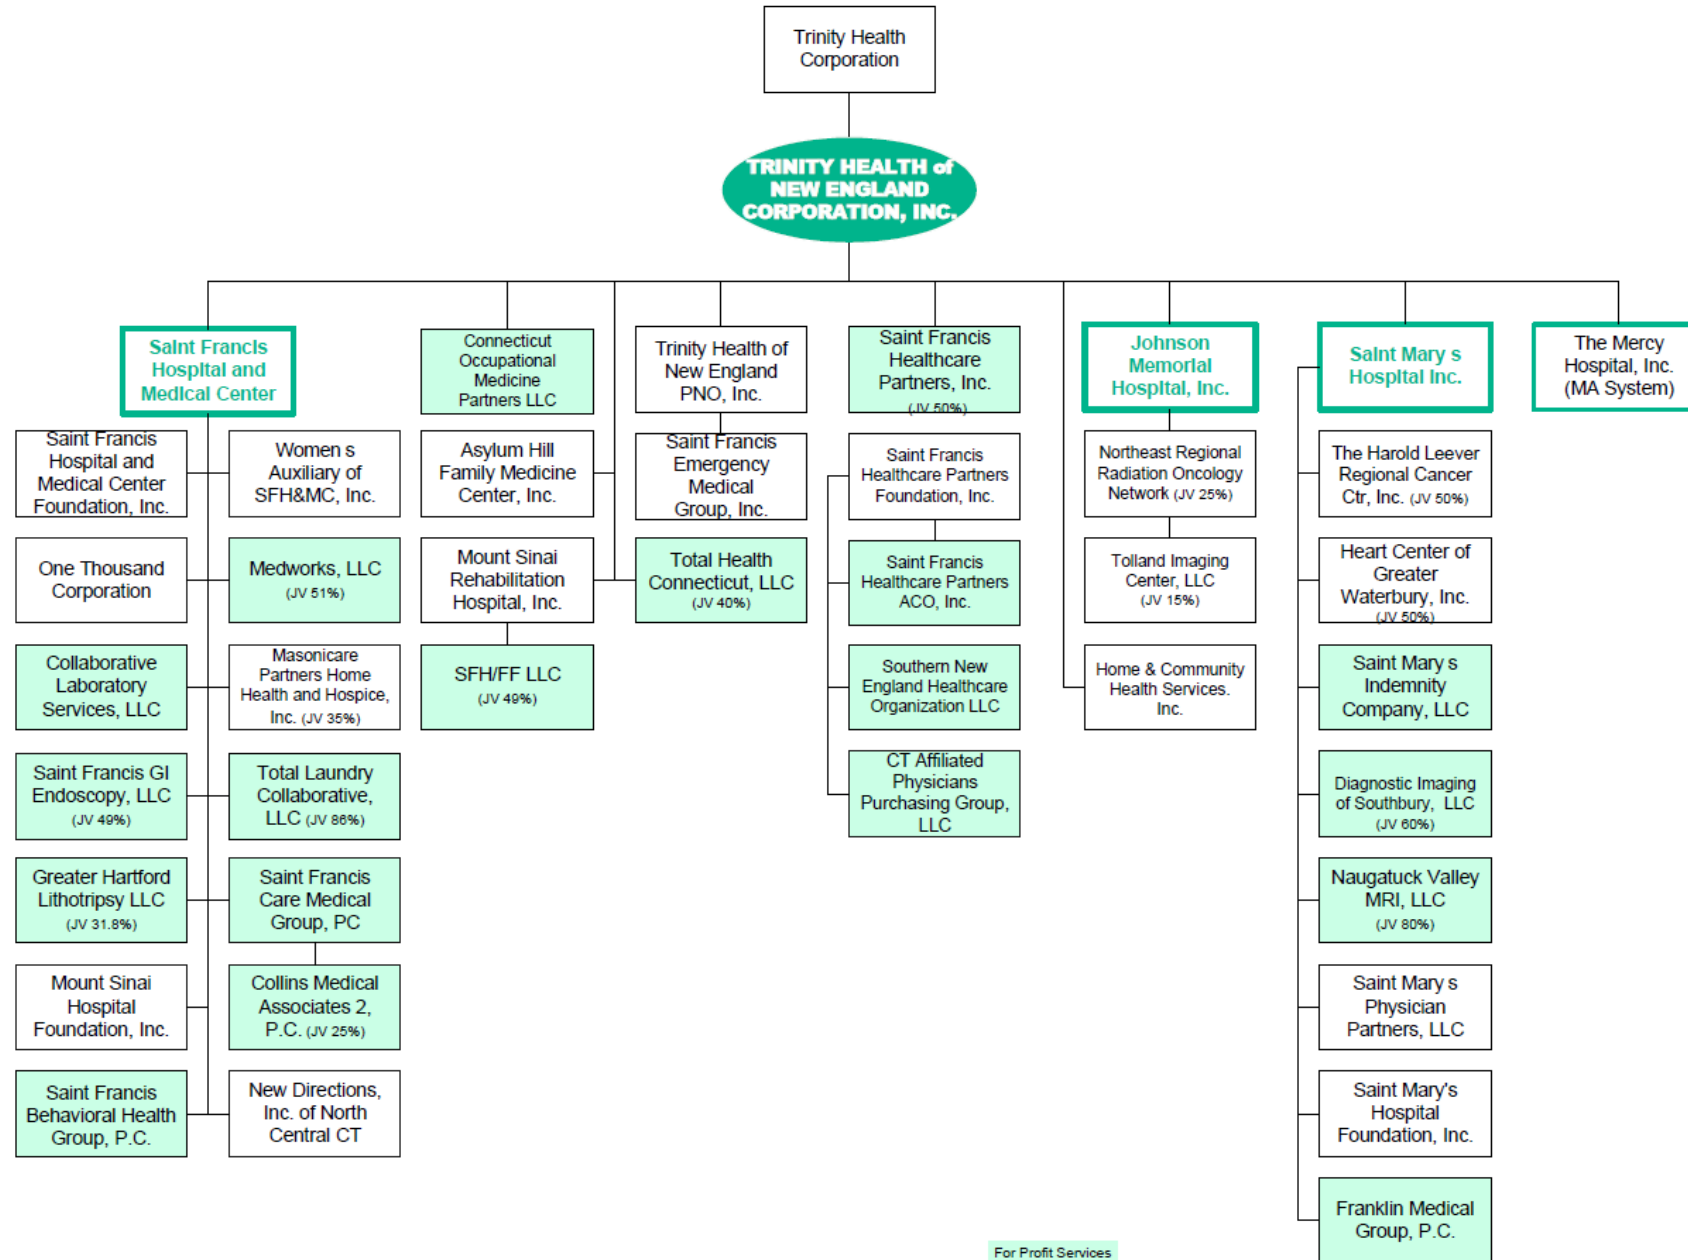 Trinity Health
Corporation
TRINITY HEALTH of
NEW ENGLAND
CORPORATION, INC.
Saint Francis
Hospital and
Medical Center
Connecticut
Occupational
Medicine
Partners LLC
Trinity Health of
New England
PNO, Inc.
Saint Francis
Healthcare
Partners, Inc.
(JV 50%)
Johnson
Memorial
Hospital, Inc.
Saint Mary s
Hospital Inc.
The Mercy
Hospital, Inc.
(MA System)
Saint Francis
Hospital and
Medical Center
Foundation, Inc.
Women s
Auxiliary of
SFH&MC, Inc.
Asylum Hill
Family Medicine
Center, Inc.
Saint Francis
Emergency
Medical
Group, Inc.
Saint Francis
Healthcare Partners
Foundation, Inc.
Northeast Regional
Radiation Oncology
Network (JV 25%)
The Harold Leever
Regional Cancer
Ctr, Inc. (JV 50%)
One Thousand
Corporation
Medworks, LLC
(JV 51%)
Mount Sinai
Rehabilitation
Hospital, Inc.
Total Health
Connecticut, LLC
(JV 40%)
Saint Francis
Healthcare Partners
ACO, Inc.
Tolland Imaging
Center, LLC
(JV 15%)
Heart Center of
Greater
Waterbury, Inc.
(JV 50%)
Collaborative
Laboratory
Services, LLC
Masonicare
Partners Home
Health and Hospice,
Inc. (JV 35%)
SFH/FF LLC
(JV 49%)
Southern New
England Healthcare
Organization LLC
Home & Community
Health Services.
Inc.
Saint Mary s
Indemnity
Company, LLC
Saint Francis GI
Endoscopy, LLC
(JV 49%)
Total Laundry
Collaborative,
LLC (JV 86%)
CT Affiliated
Physicians
Purchasing Group,
LLC
Diagnostic Imaging
of Southbury, LLC
(JV 60%)
Greater Hartford
Lithotripsy LLC
(JV 31.8%)
Saint Francis
Care Medical
Group, PC
Naugatuck Valley
MRI, LLC
(JV 80%)
Mount Sinai
Hospital
Foundation, Inc.
Collins Medical
Associates 2,
P.C. (JV 25%)
Saint Mary s
Physician
Partners, LLC
Saint Francis
Behavioral Health
Group, P.C.
New Directions,
Inc. of North
Central CT
Saint Mary's
Hospital
Foundation, Inc.
Franklin Medical
Group, P.C.
For Profit Services